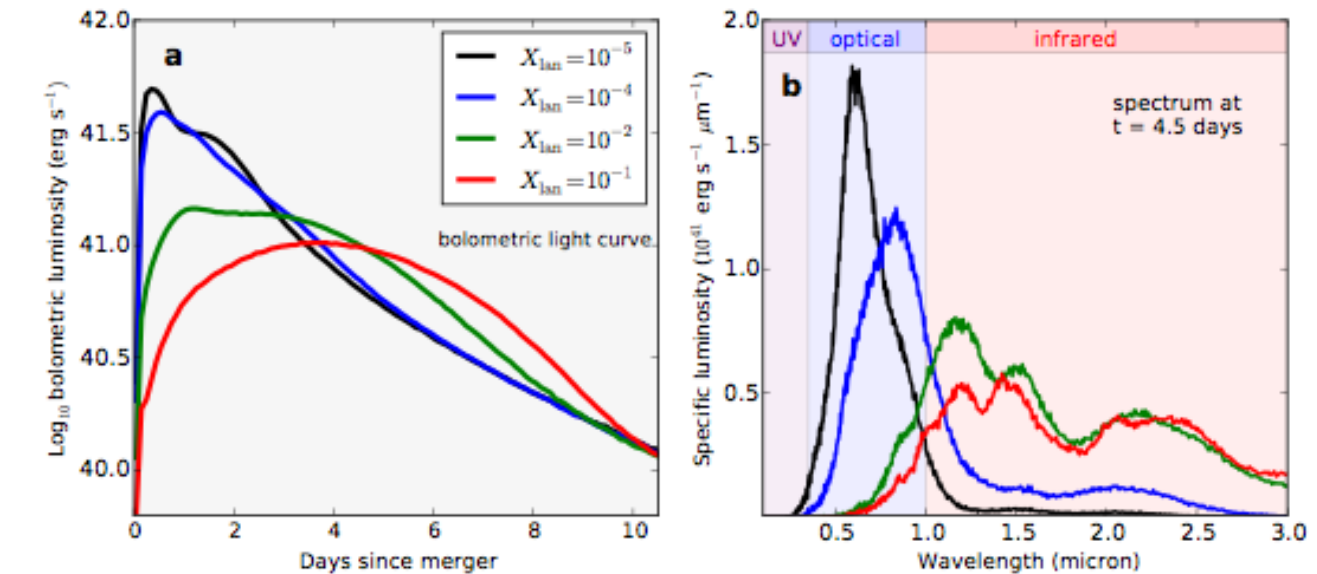 a
X_lan = 10^-5
X_lan = 10^-4
X_lan = 10^-2
X_lan = 10^-1
bolometric light curve
Log₁₀ bolometric luminosity (erg s⁻¹)
42.0
41.5
41.0
40.5
40.0
0 2 4 6 8 10
Days since merger
UV optical infrared
b
spectrum at
t = 4.5 days
Specific luminosity (10⁴¹ erg s⁻¹ μm⁻¹)
2.0
1.5
1.0
0.5
0.5 1.0 1.5 2.0 2.5 3.0
Wavelength (micron)